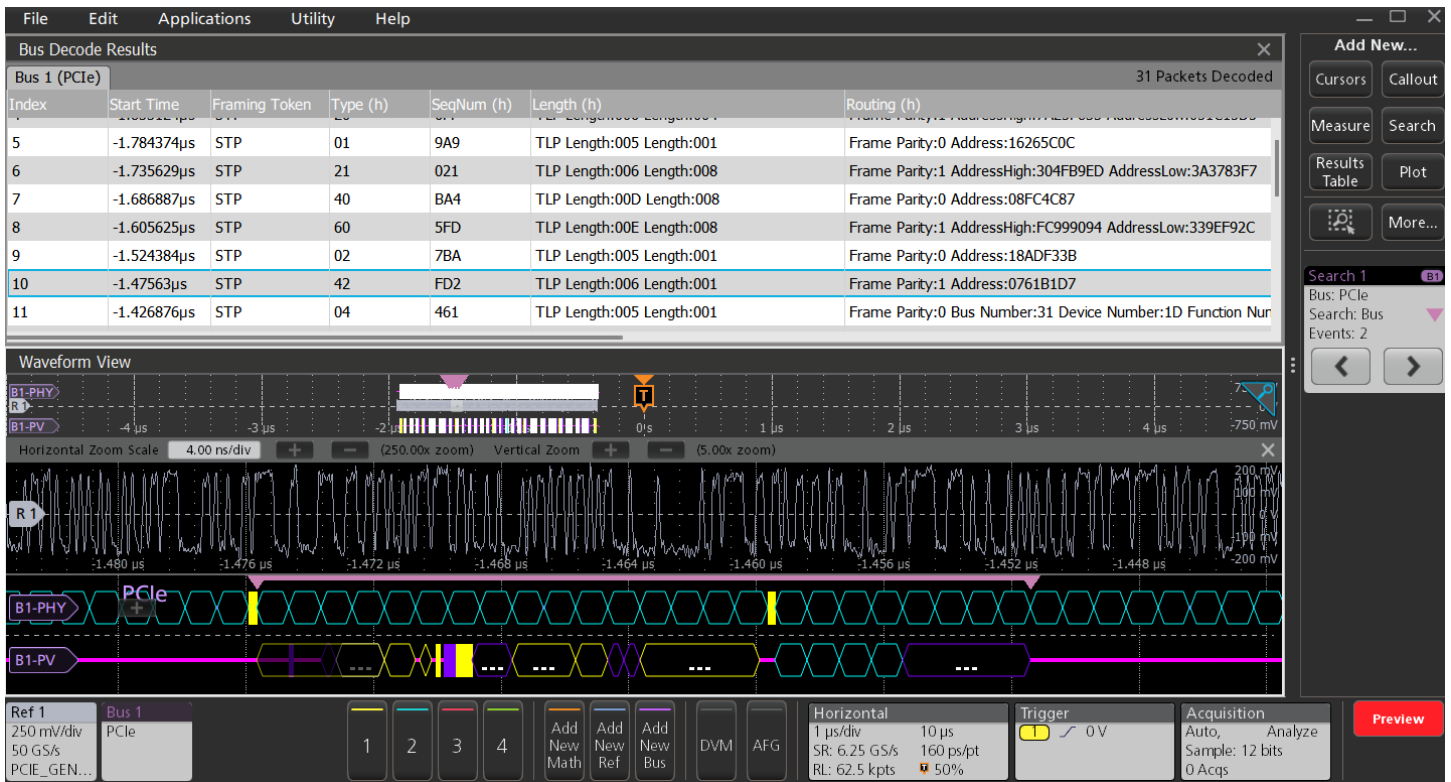 File Edit Applications Utility Help
Bus Decode Results
Bus 1 (PCIe) 31 Packets Decoded
Index Start Time Framing Token Type (h) SeqNum (h) Length (h) Routing (h)
5 -1.784374µs STP 01 9A9 TLP Length:005 Length:001 Frame Parity:0 Address:16265C0C
6 -1.735629µs STP 21 021 TLP Length:006 Length:008 Frame Parity:1 AddressHigh:304FB9ED AddressLow:3A3783F7
7 -1.686887µs STP 40 BA4 TLP Length:00D Length:008 Frame Parity:0 Address:08FC4C87
8 -1.605625µs STP 60 5FD TLP Length:00E Length:008 Frame Parity:1 AddressHigh:FC999094 AddressLow:339EF92C
9 -1.524384µs STP 02 7BA TLP Length:005 Length:001 Frame Parity:0 Address:18ADF33B
10 -1.47563µs STP 42 FD2 TLP Length:006 Length:001 Frame Parity:1 Address:0761B1D7
11 -1.426876µs STP 04 461 TLP Length:005 Length:001 Frame Parity:0 Bus Number:31 Device Number:1D Function Nun
Waveform View
B1-PHY
R 1
B1-PV
-4 µs -3 µs 0 s 1 µs 2 µs 3 µs 4 µs -750 mV
T
Horizontal Zoom Scale 4.00 ns/div + − (250.00x zoom) Vertical Zoom + − (5.00x zoom)
200 mV
100 mV
R 1 0 V
-100 mV
-200 mV
-1.480 µs -1.476 µs -1.472 µs -1.468 µs -1.464 µs -1.460 µs -1.456 µs -1.452 µs -1.448 µs
PCIe
B1-PHY
+
B1-PV ... ... ... ... ...
Add New...
Cursors Callout
Measure Search
Results Table Plot
More...
Search 1 B1
Bus: PCIe
Search: Bus
Events: 2
Ref 1
250 mV/div
50 GS/s
PCIE_GEN...
Bus 1
PCIe
1 2 3 4
Add New Math
Add New Ref
Add New Bus
DVM AFG
Horizontal
1 µs/div 10 µs
SR: 6.25 GS/s 160 ps/pt
RL: 62.5 kpts T 50%
Trigger
1 0 V
Acquisition
Auto, Analyze
Sample: 12 bits
0 Acqs
Preview